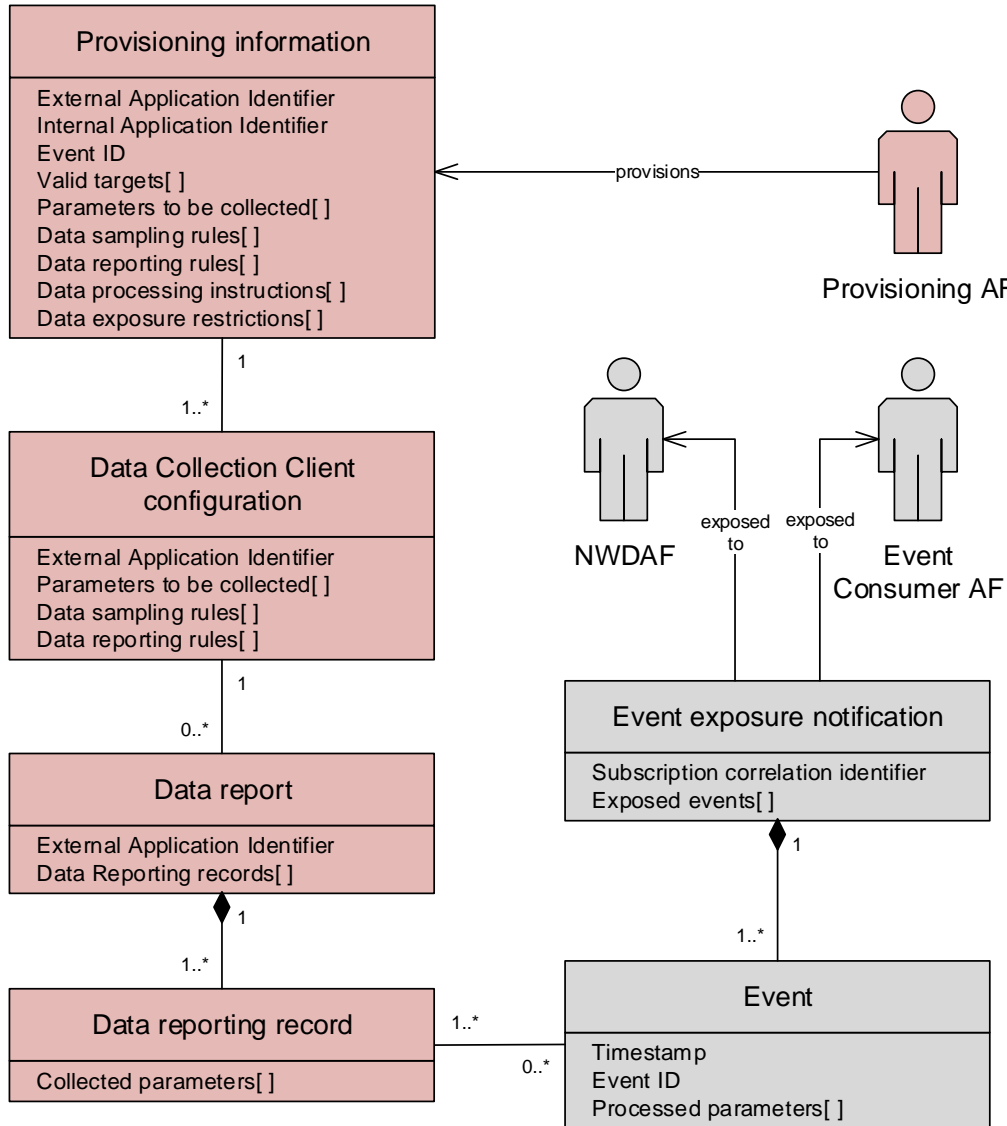 Provisioning information
External Application Identifier
Internal Application Identifier
Event ID
Valid targets[ ]
Parameters to be collected[ ]
Data sampling rules[ ]
Data reporting rules[ ]
Data processing instructions[ ]
Data exposure restrictions[ ]
provisions
Provisioning AF
1
1..*
Data Collection Client
configuration
External Application Identifier
Parameters to be collected[ ]
Data sampling rules[ ]
Data reporting rules[ ]
NWDAF
Event
Consumer AF
exposed
to
exposed
to
1
0..*
Data report
External Application Identifier
Data Reporting records[ ]
Event exposure notification
Subscription correlation identifier
Exposed events[ ]
1
1..*
1
1..*
Data reporting record
Collected parameters[ ]
1..*
0..*
Event
Timestamp
Event ID
Processed parameters[ ]